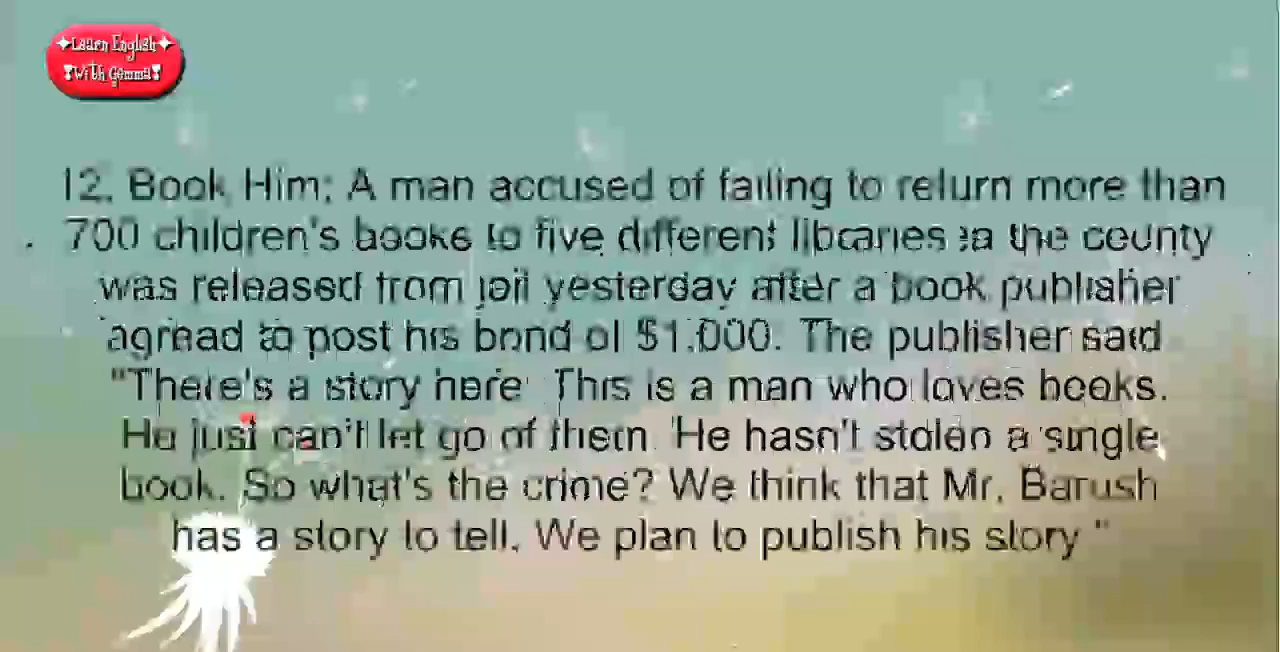 Learn English
With Gemma
12. Book Him; A man accused of failing to return more than
700 children's books to five different libraries in the county
was released from jail yesterday after a book publisher
agreed to post his bond of $1,000. The publisher said
"There's a story here. This is a man who loves books.
He just can't let go of them. He hasn't stolen a single
book. So what's the crime? We think that Mr. Barush
has a story to tell. We plan to publish his story."